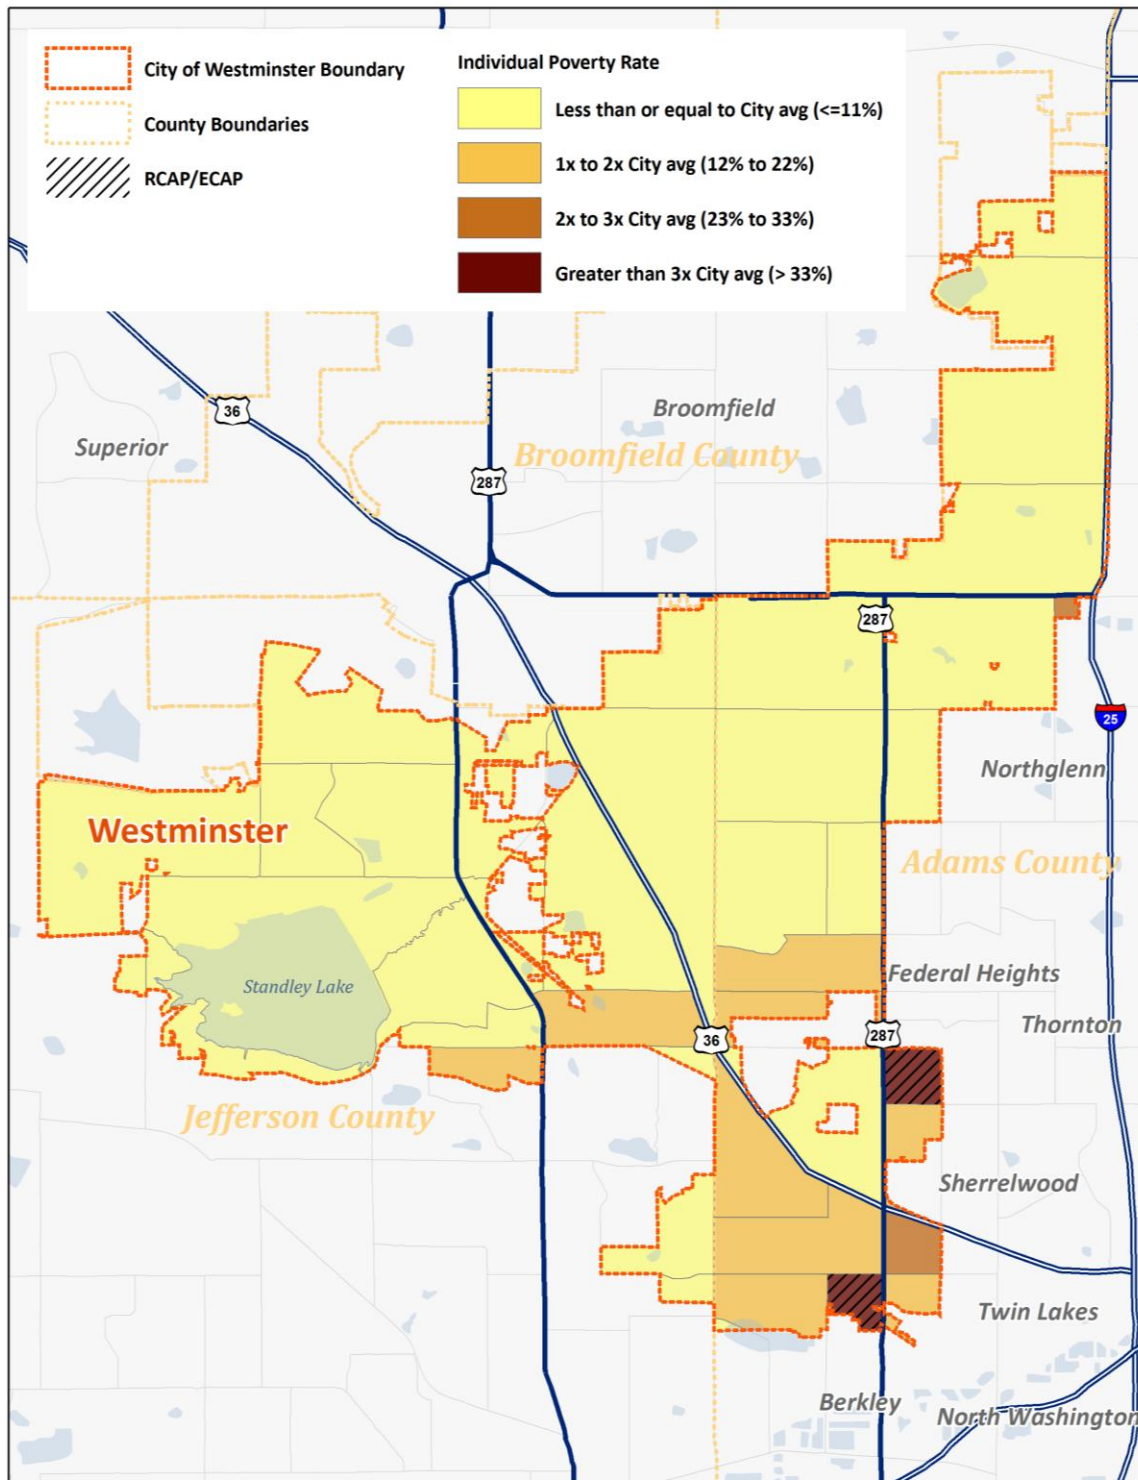 City of Westminster Boundary
County Boundaries
RCAP/ECAP
Individual Poverty Rate
Less than or equal to City avg (<=11%)
1x to 2x City avg (12% to 22%)
2x to 3x City avg (23% to 33%)
Greater than 3x City avg (> 33%)
36
Superior
Broomfield
Broomfield County
287
287
25
Northglenn
Westminster
Adams County
Standley Lake
Federal Heights
Thornton
36
287
Jefferson County
Sherrelwood
Twin Lakes
Berkley
North Washington